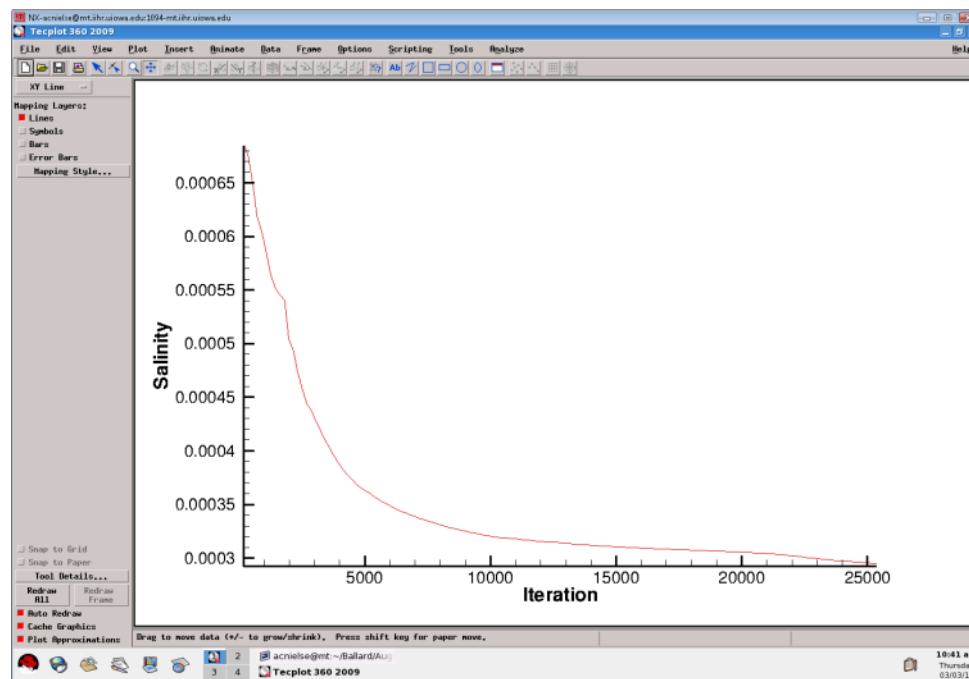 NX-acnielse@mt.iihr.uiowa.edu:1094-mt.iihr.uiowa.edu
Tecplot 360 2009
File Edit View Plot Insert Animate Data Frame Options Scripting Tools Analyze Help
XY Line
Mapping Layers:
Lines
Symbols
Bars
Error Bars
Mapping Style...
0.00065
0.0006
0.00055
0.0005
0.00045
0.0004
0.00035
0.0003
Salinity
5000 10000 15000 20000 25000
Iteration
Snap to Grid
Snap to Paper
Tool Details...
Redraw All
Redraw Frame
Auto Redraw
Cache Graphics
Plot Approximations
Drag to move data (+/- to grow/shrink). Press shift key for paper move.
2
3 4
acnielse@mt:~/Ballard/Aug
Tecplot 360 2009
10:41 a
Thursda
03/03/1